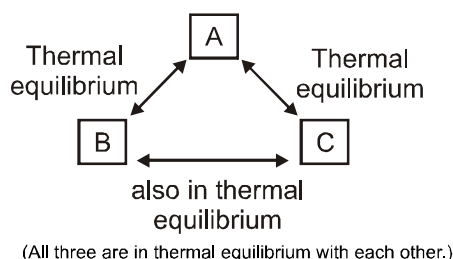 A
Thermal
equilibrium
Thermal
equilibrium
B
C
also in thermal
equilibrium
(All three are in thermal equilibrium with each other.)